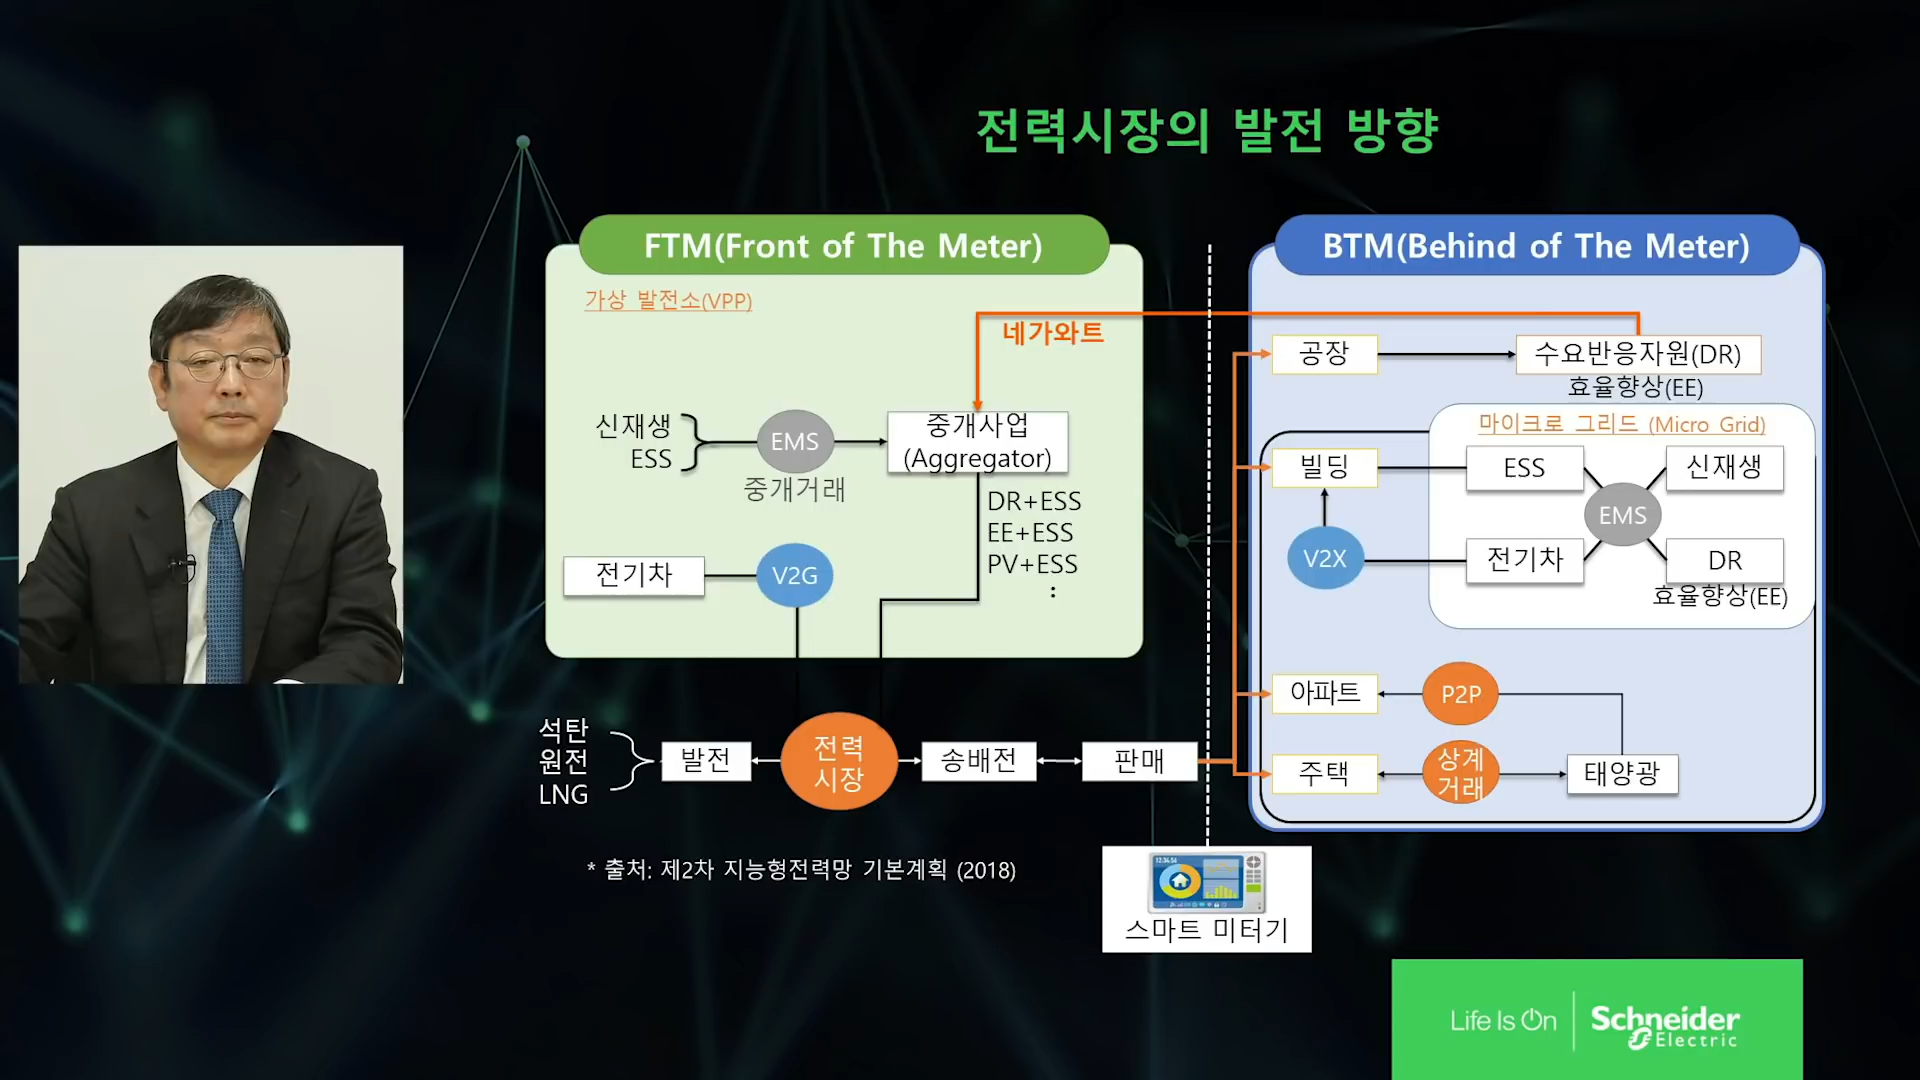 전력시장의 발전 방향
FTM(Front of The Meter)
가상 발전소(VPP)
네가와트
신재생
ESS
EMS
중개거래
중개사업
(Aggregator)
DR+ESS
EE+ESS
PV+ESS
:
전기차
V2G
BTM(Behind of The Meter)
공장
수요반응자원(DR)
효율향상(EE)
마이크로 그리드 (Micro Grid)
빌딩
ESS
신재생
EMS
V2X
전기차
DR
효율향상(EE)
아파트
P2P
주택
상계
거래
태양광
석탄
원전
LNG
발전
전력
시장
송배전
판매
* 출처: 제2차 지능형전력망 기본계획 (2018)
12:34.56
스마트 미터기
Life Is On
Schneider
Electric